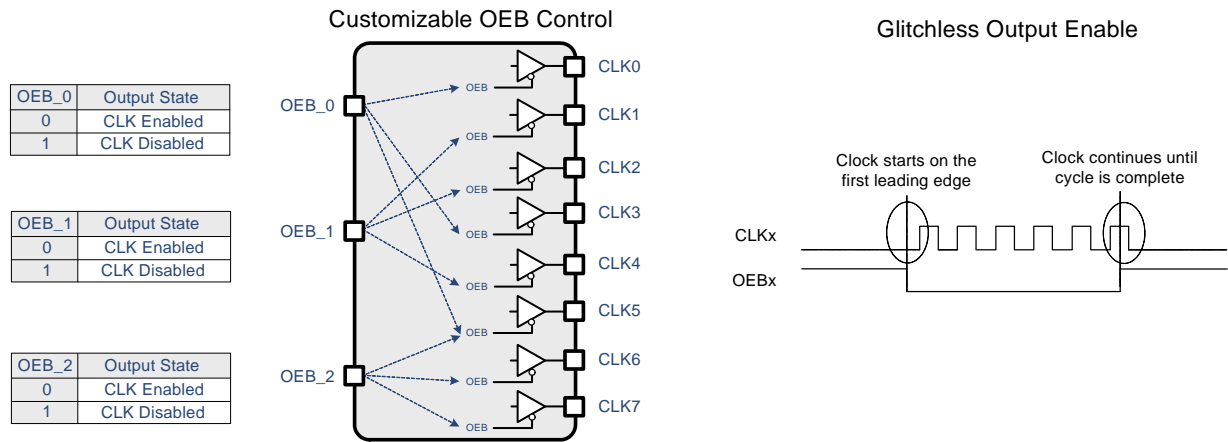 Customizable OEB Control
Glitchless Output Enable
OEB_0 Output State
0 CLK Enabled
1 CLK Disabled
OEB_1 Output State
0 CLK Enabled
1 CLK Disabled
OEB_2 Output State
0 CLK Enabled
1 CLK Disabled
OEB_0
OEB_1
OEB_2
OEB
CLK0
OEB
CLK1
OEB
CLK2
OEB
CLK3
OEB
CLK4
OEB
CLK5
OEB
CLK6
OEB
CLK7
Clock starts on the
first leading edge
Clock continues until
cycle is complete
CLKx
OEBx